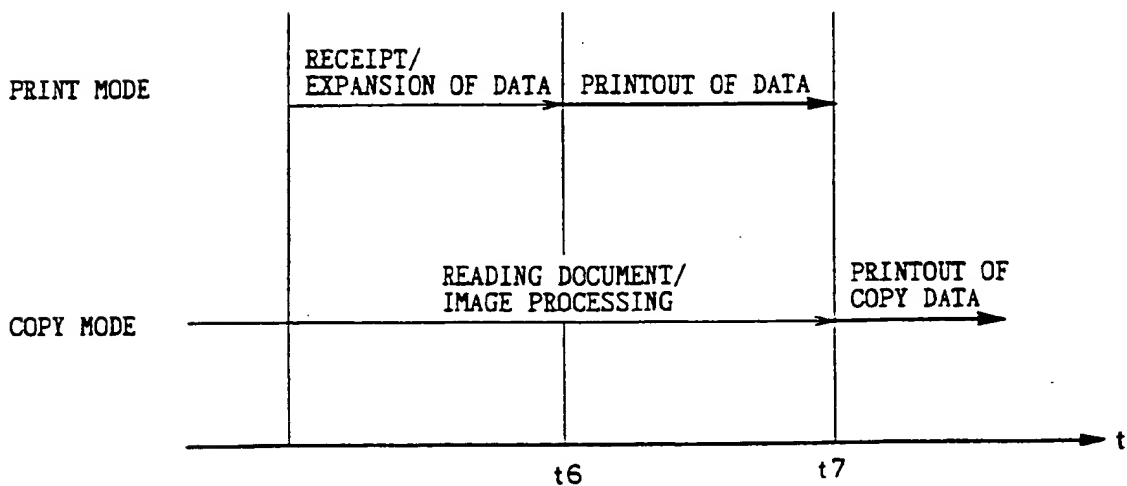 RECEIPT/
PRINT MODE EXPANSION OF DATA PRINTOUT OF DATA
READING DOCUMENT/ PRINTOUT OF
IMAGE PROCESSING COPY DATA
COPY MODE
t
t6 t7